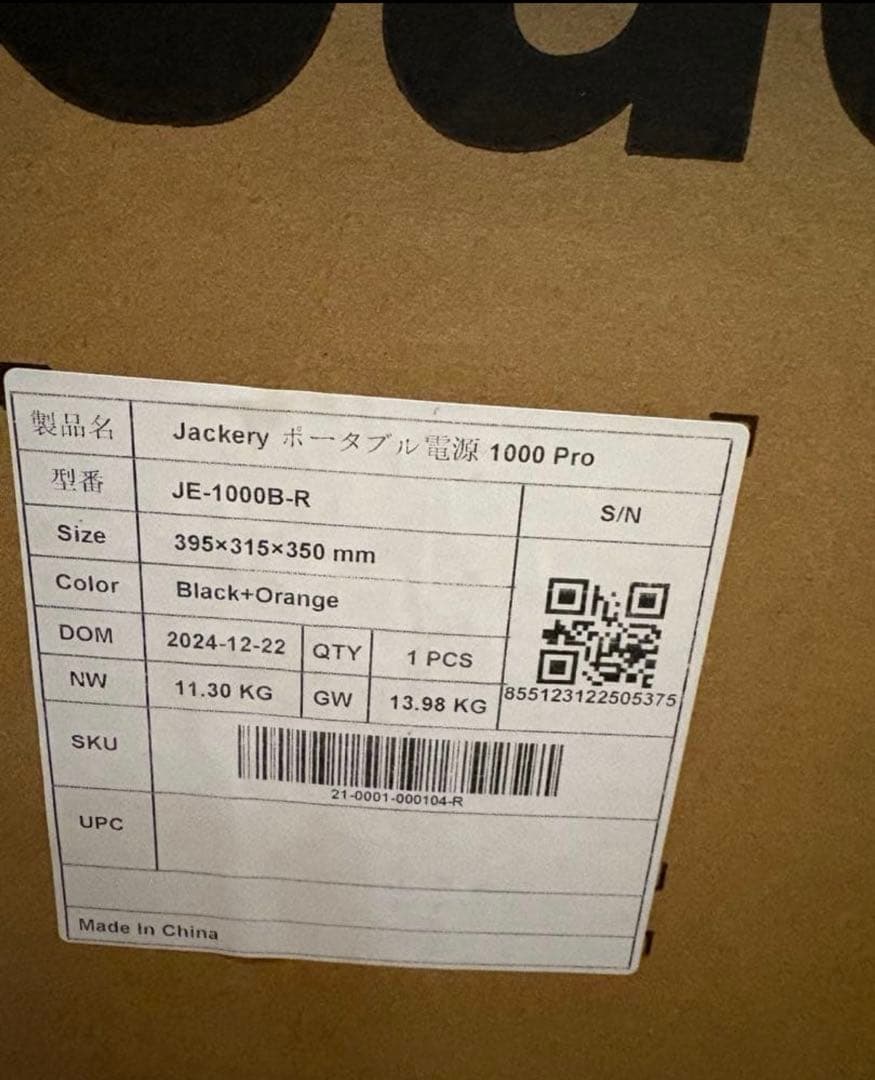 製品名 Jackery ポータブル電源 1000 Pro
型番 JE-1000B-R S/N
Size 395×315×350 mm
Color Black+Orange
DOM 2024-12-22 QTY 1 PCS
855123122505375
NW 11.30 KG GW 13.98 KG
SKU
21-0001-000104-R
UPC
Made In China